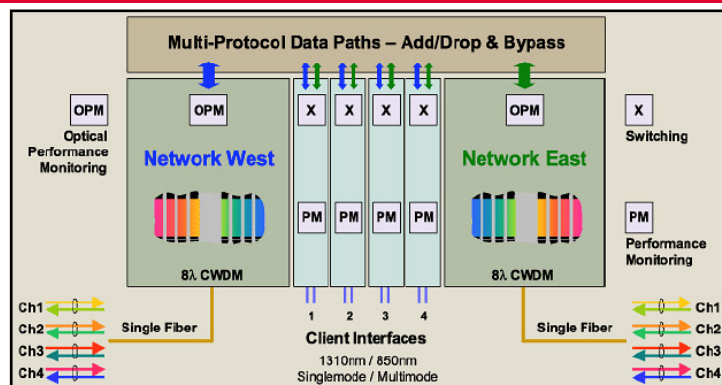 Multi-Protocol Data Paths – Add/Drop & Bypass
OPM
Optical
Performance
Monitoring
OPM
Network West
8λ CWDM
X
X
X
X
PM
PM
PM
PM
1
2
3
4
OPM
Network East
8λ CWDM
X
Switching
PM
Performance
Monitoring
Ch1
Ch2
Ch3
Ch4
Single Fiber
Client Interfaces
1310nm / 850nm
Singlemode / Multimode
Single Fiber
Ch1
Ch2
Ch3
Ch4